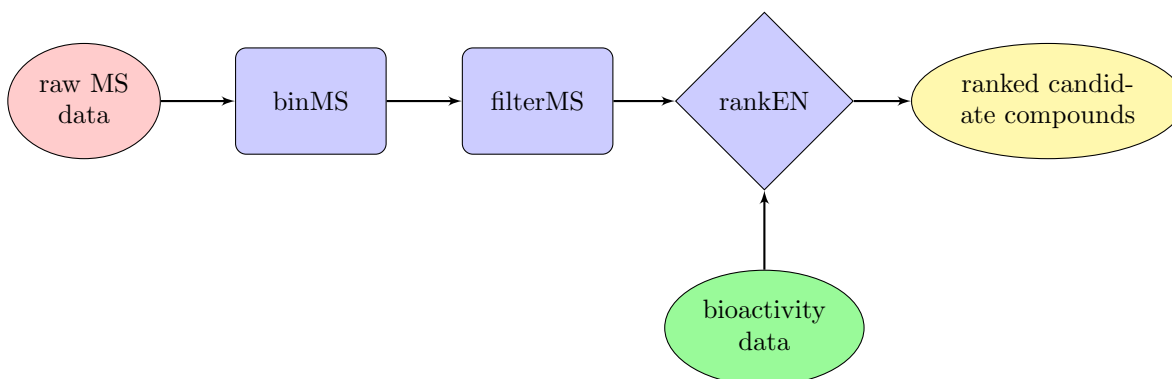 raw MS
data
binMS
filterMS
rankEN
ranked candid-
ate compounds
bioactivity
data